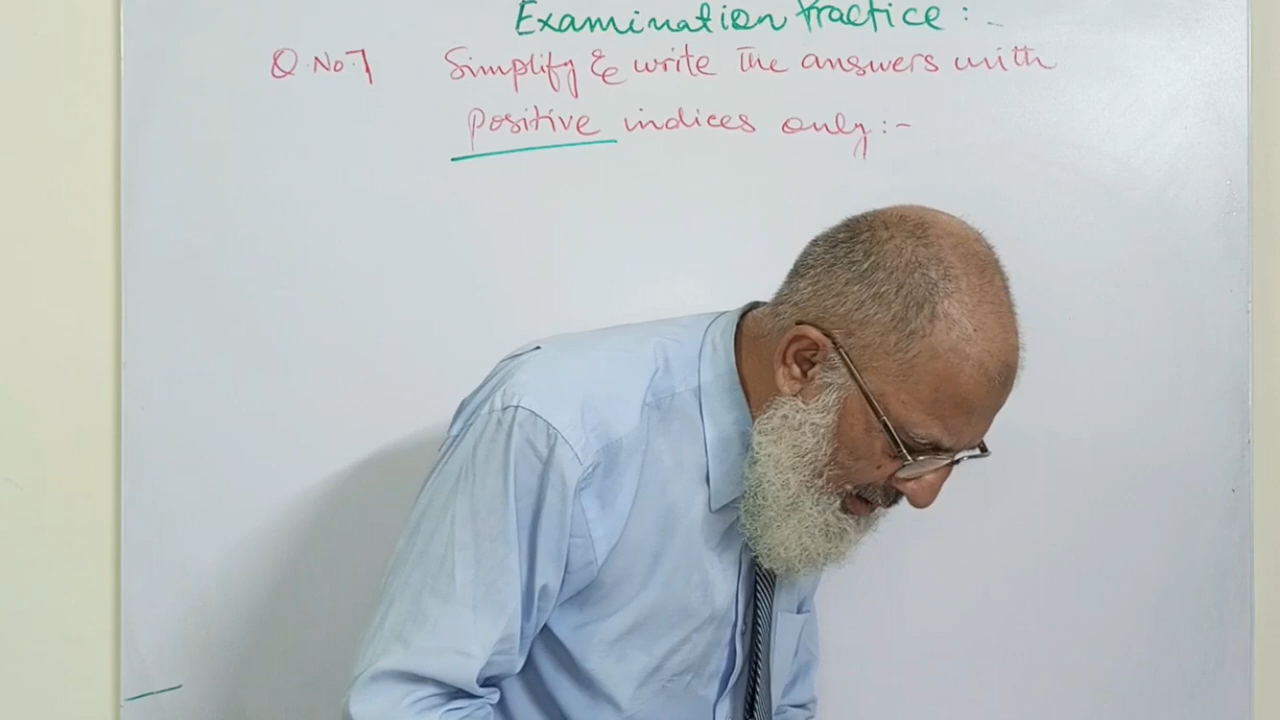 Examination Practice : -
Q.No.7 Simplify & write The answers with
positive indices only :-